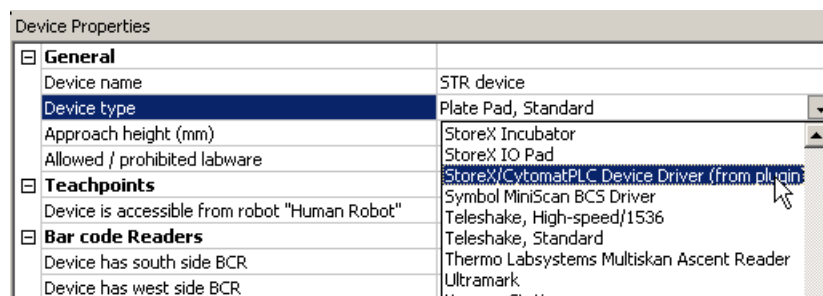 Device Properties
General
Device name STR device
Device type Plate Pad, Standard
Approach height (mm) StoreX Incubator
Allowed / prohibited labware StoreX IO Pad
StoreX/CytomatPLC Device Driver (from plugin
Teachpoints Symbol MiniScan BCS Driver
Device is accessible from robot "Human Robot" Teleshake, High-speed/1536
Bar code Readers Teleshake, Standard
Device has south side BCR Thermo Labsystems Multiskan Ascent Reader
Device has west side BCR Ultramark